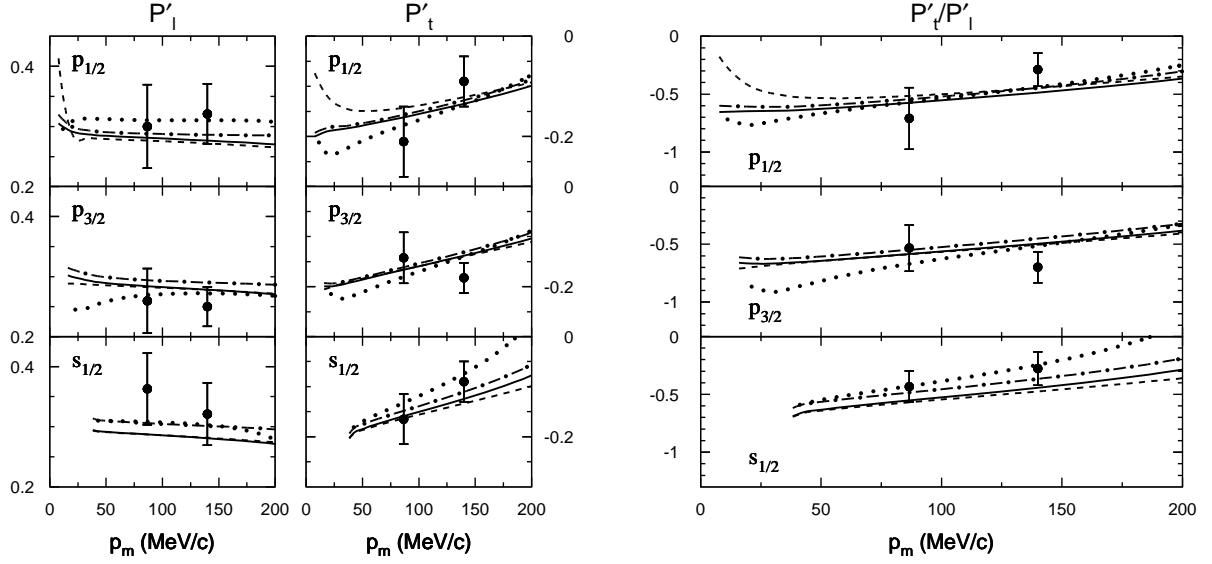 P′l P′t P′t/P′l
0 0
0.4 p1/2 p1/2
-0.5
-0.2
-1 p1/2
0.2 0 0
0.4 p3/2 p3/2
-0.5
-0.2
-1 p3/2
0.2 0 0
0.4 s1/2 s1/2
-0.5
-0.2
-1 s1/2
0.2
0 50 100 150 200 0 50 100 150 200 0 50 100 150 200
pm (MeV/c) pm (MeV/c) pm (MeV/c)